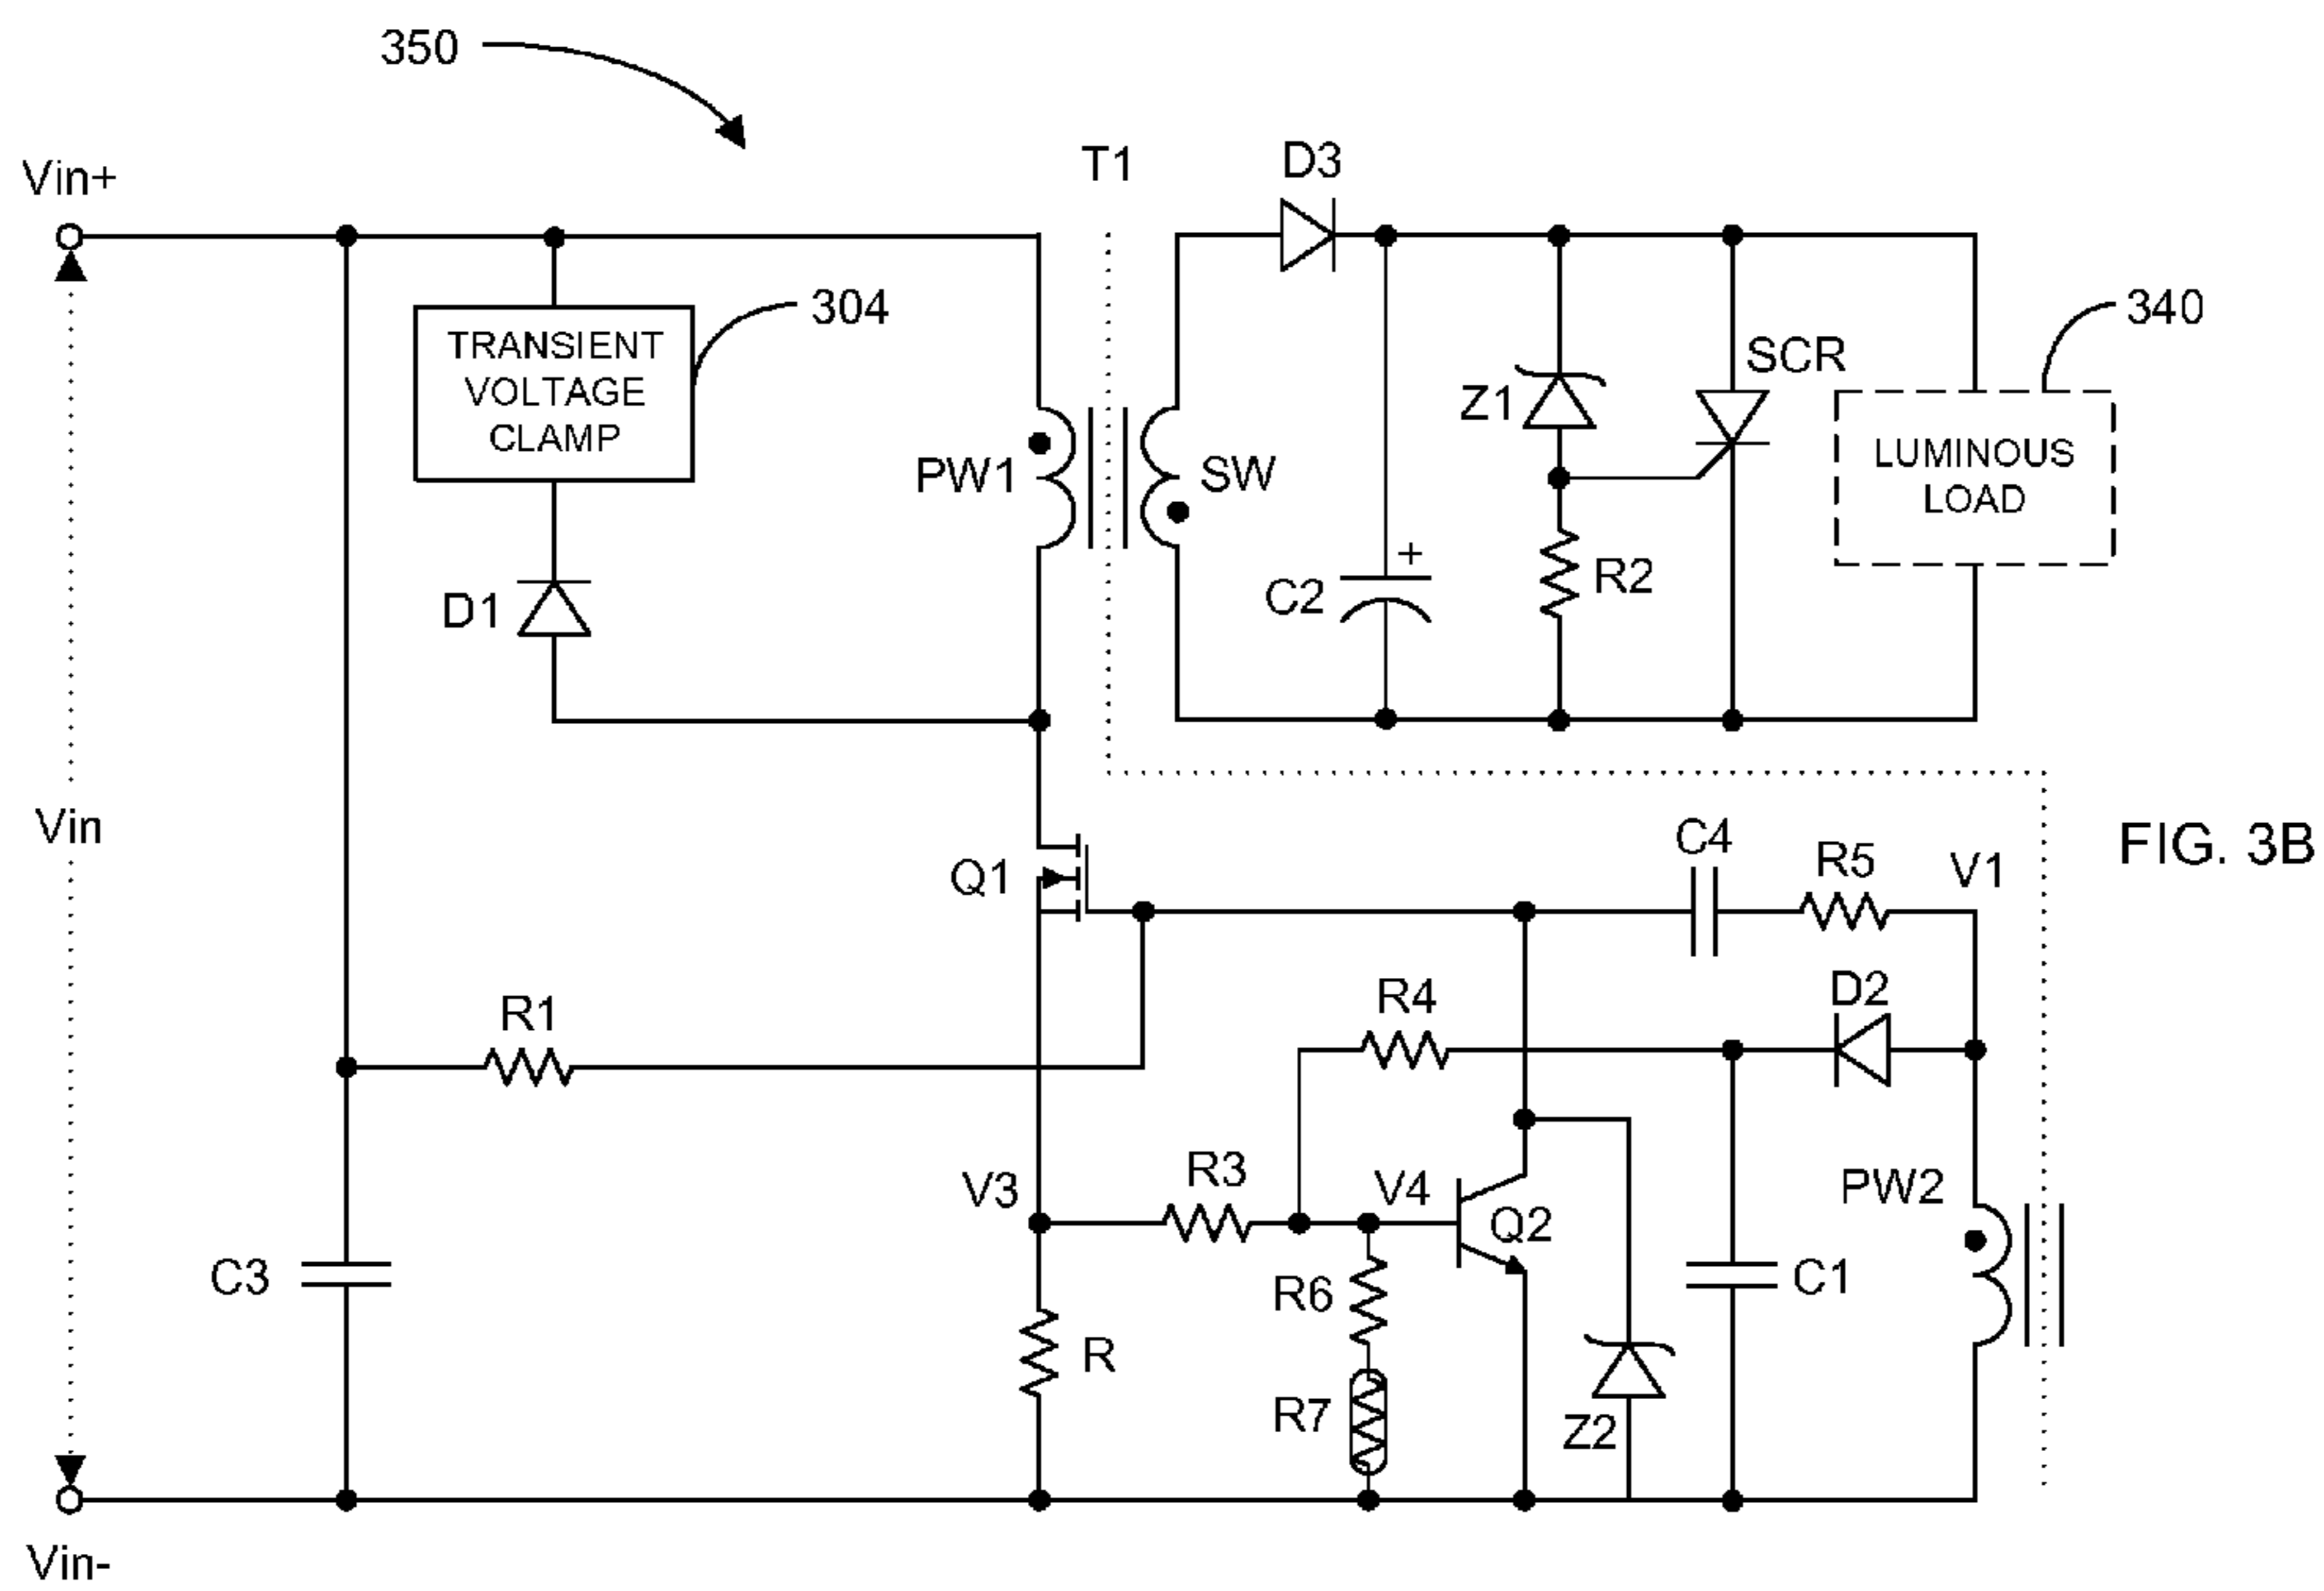 350
Vin+
T1
D3
304
340
TRANSIENT
VOLTAGE
CLAMP
SCR
Z1
LUMINOUS
LOAD
PW1
SW
+
C2
R2
D1
Vin
C4
R5
V1
FIG. 3B
Q1
R4
D2
R1
V3
R3
V4
PW2
Q2
C3
R6
C1
R
R7
Z2
Vin-